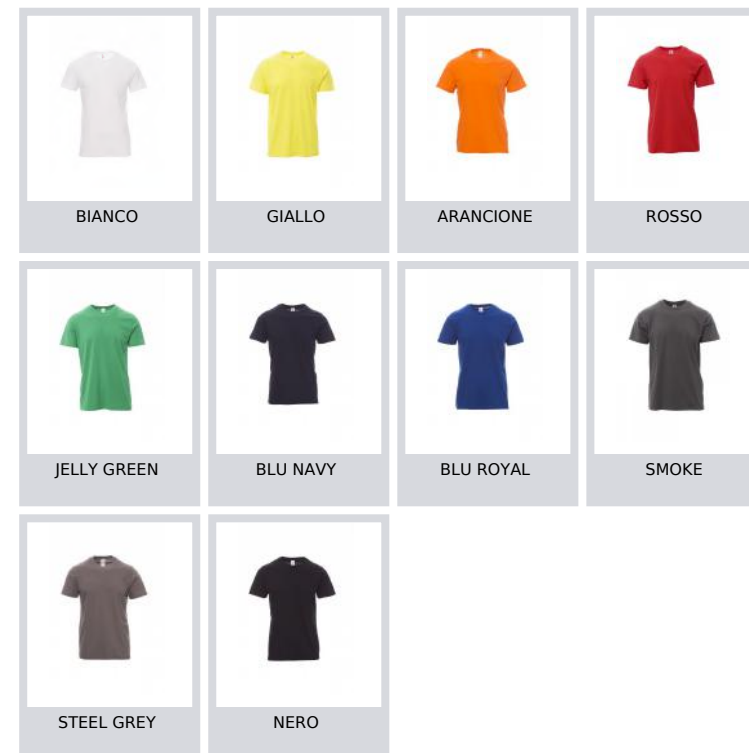 BIANCO
GIALLO
ARANCIONE
ROSSO
JELLY GREEN
BLU NAVY
BLU ROYAL
SMOKE
STEEL GREY
NERO